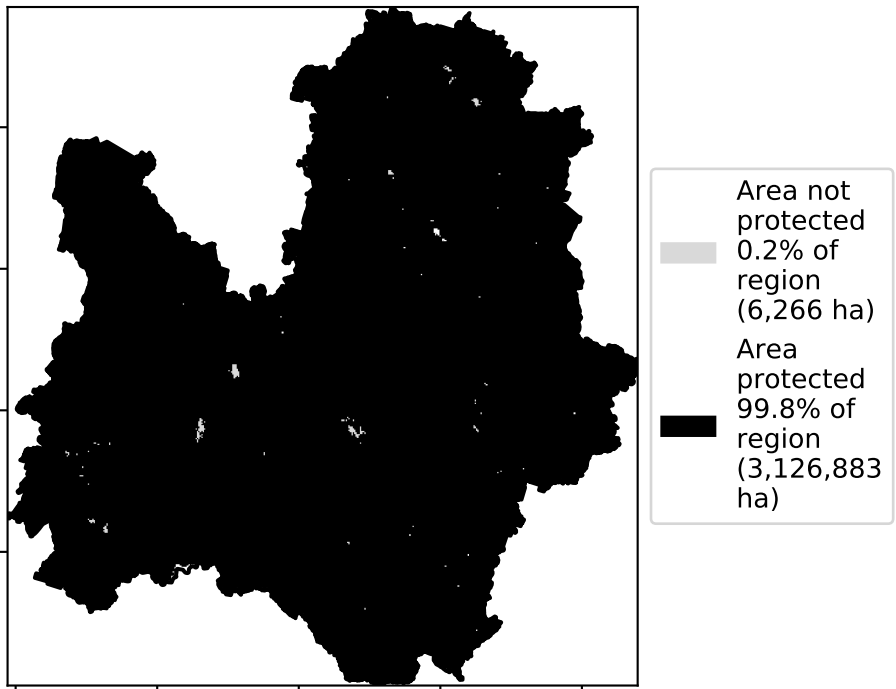 Area not
protected
0.2% of
region
(6,266 ha)
Area
protected
99.8% of
region
(3,126,883
ha)